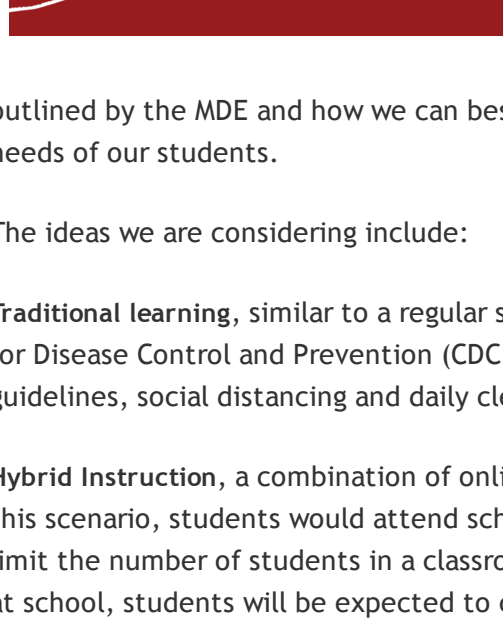 outlined by the MDE and how we can bes
needs of our students.
The ideas we are considering include:
Traditional learning, similar to a regular s
or Disease Control and Prevention (CDC
guidelines, social distancing and daily cle
Hybrid Instruction, a combination of onli
this scenario, students would attend sch
limit the number of students in a classro
at school, students will be expected to